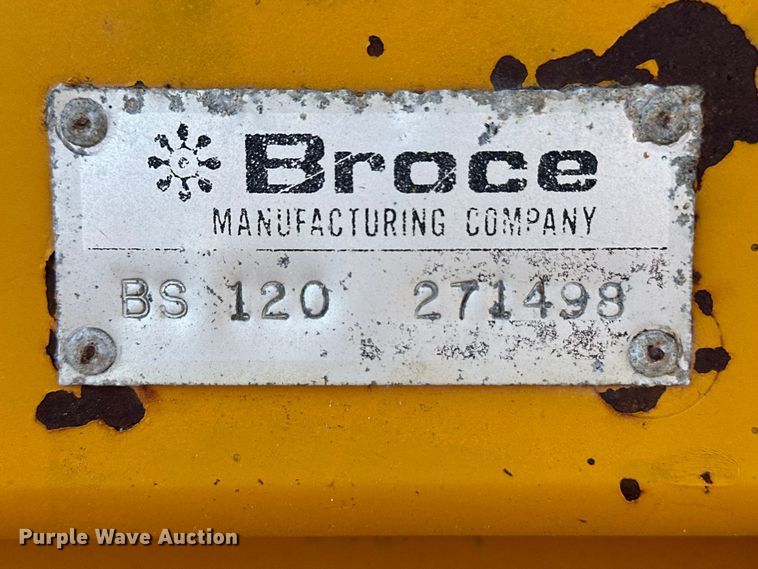 Broce
MANUFACTURING COMPANY
BS 120 271498
Purple Wave Auction